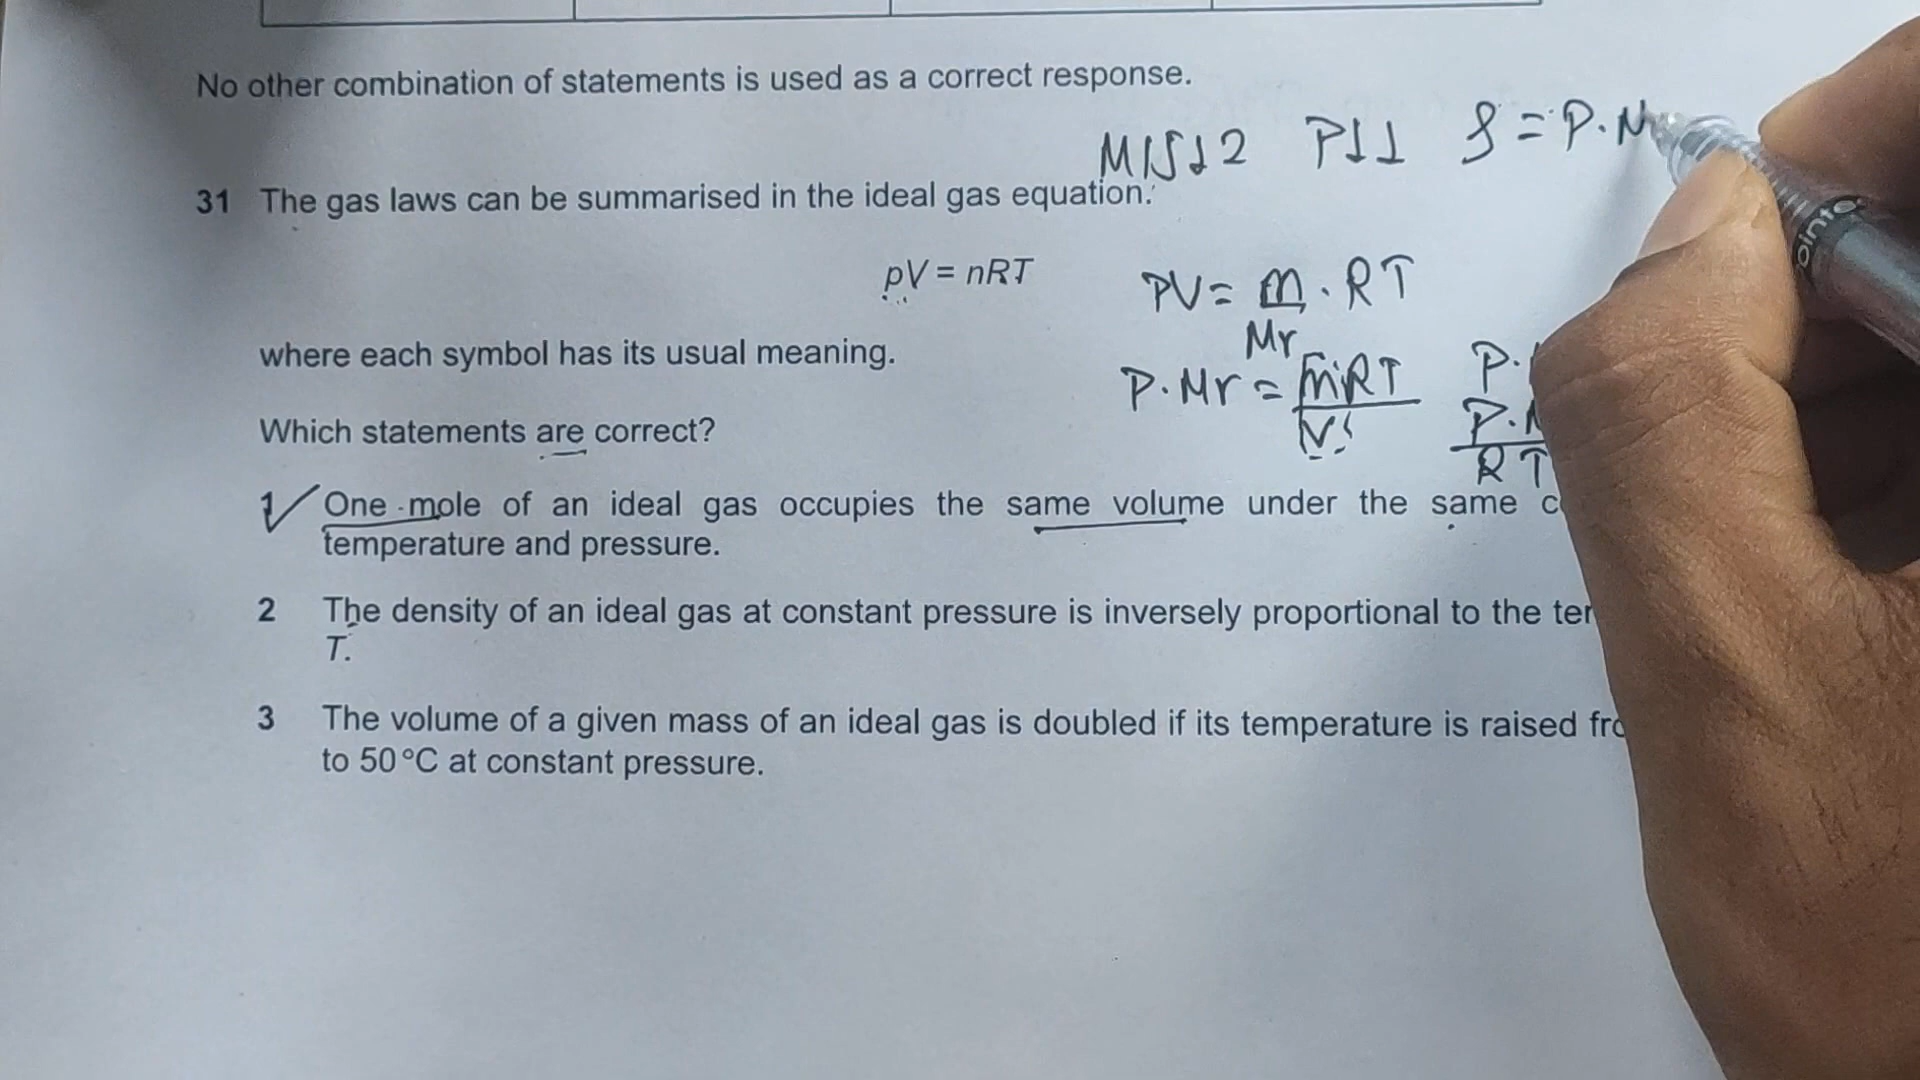 No other combination of statements is used as a correct response.
M/J12 P11 ρ = P.M
31 The gas laws can be summarised in the ideal gas equation.
pV = nRT
PV = m . RT
Mr
where each symbol has its usual meaning.
P.Mr = mRT
V
P.
P.
RT
Which statements are correct?
1 One mole of an ideal gas occupies the same volume under the same
temperature and pressure.
2 The density of an ideal gas at constant pressure is inversely proportional to the
T.
3 The volume of a given mass of an ideal gas is doubled if its temperature is raised
to 50 °C at constant pressure.